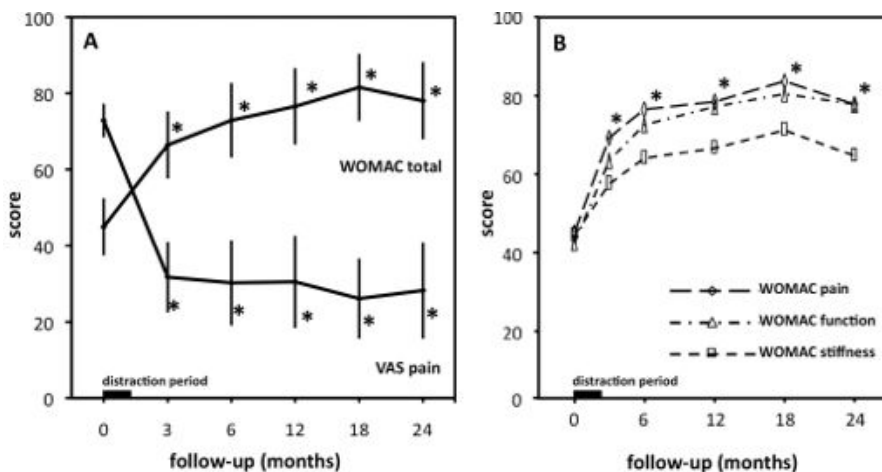 A
100
80
60
40
20
0
score
*
*
*
*
*
WOMAC total
*
*
*
*
*
VAS pain
distraction period
0 3 6 12 18 24
follow-up (months)
B
100
80
60
40
20
0
score
*
*
*
*
*
WOMAC pain
WOMAC function
WOMAC stiffness
distraction period
0 6 12 18 24
follow-up (months)